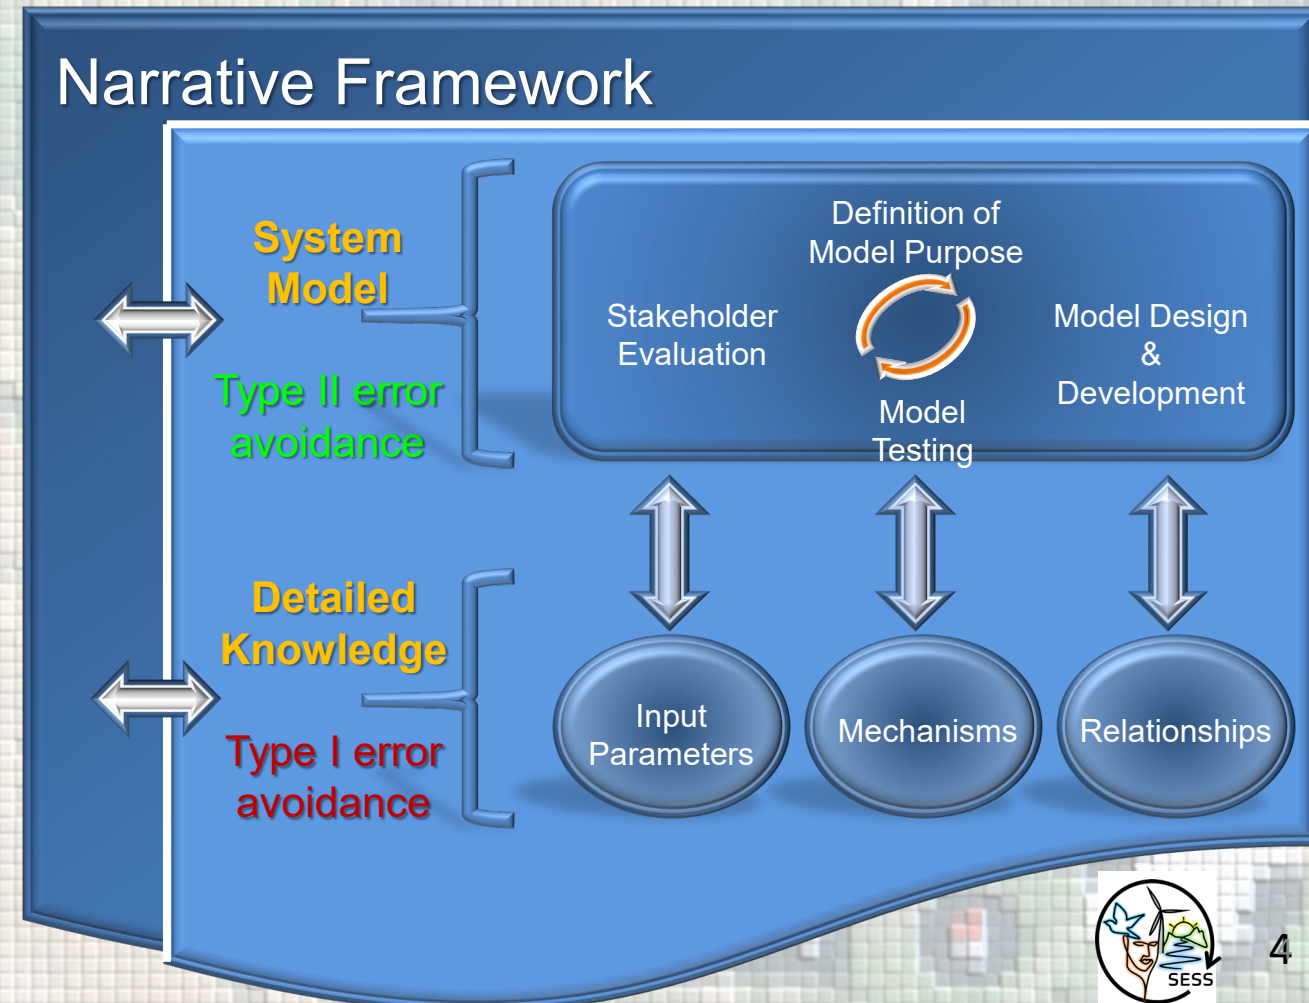 Narrative Framework
System
Model
Type II error
avoidance
Definition of
Model Purpose
Stakeholder
Evaluation
Model Design
&
Development
Model
Testing
Detailed
Knowledge
Type I error
avoidance
Input
Parameters
Mechanisms
Relationships
SESS
4